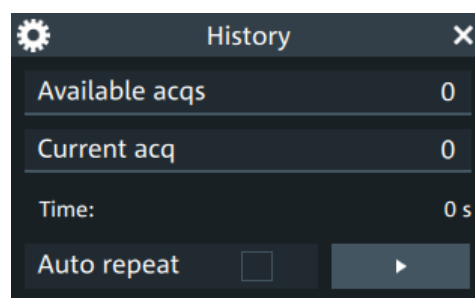 History
Available acqs 0
Current acq 0
Time: 0 s
Auto repeat